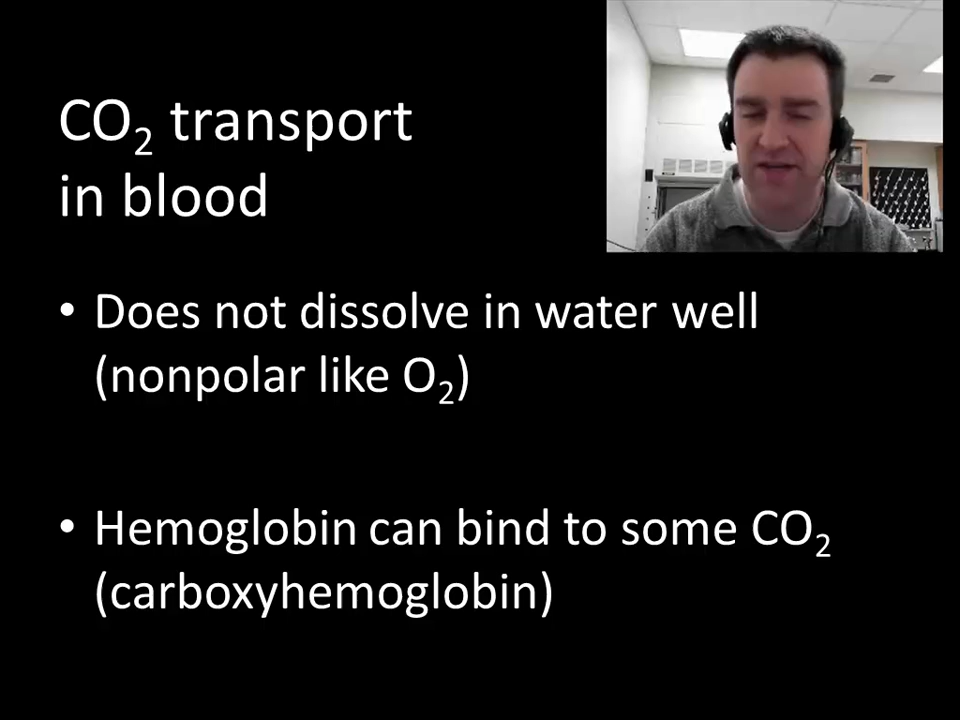 CO₂ transport
in blood
• Does not dissolve in water well
(nonpolar like O₂)
• Hemoglobin can bind to some CO₂
(carboxyhemoglobin)